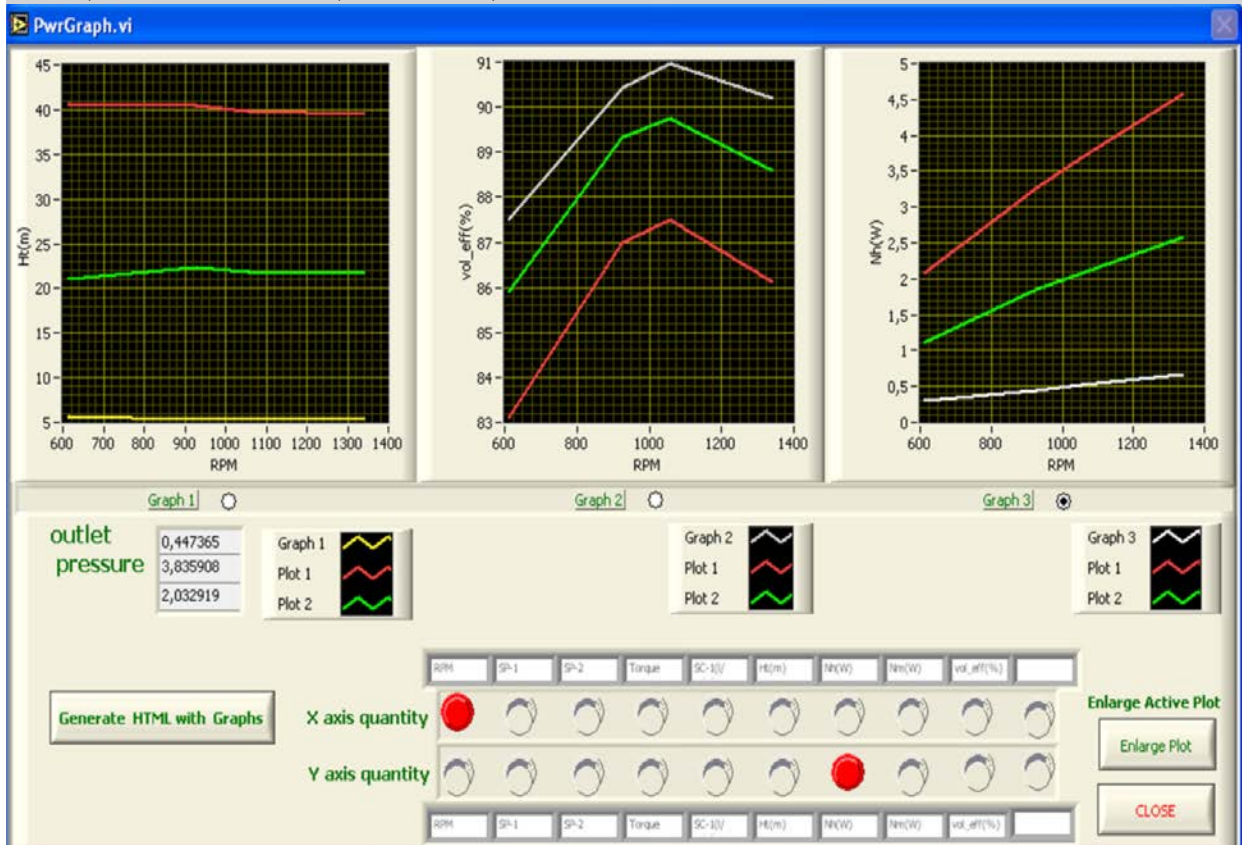 PwrGraph.vi
45
40
35
30
25
20
15
10
5
Ht(m)
600 700 800 900 1000 1100 1200 1300 1400
RPM
91
90
89
88
87
86
85
84
83
vol_eff(%)
600 800 1000 1200 1400
RPM
5
4,5
4
3,5
3
2,5
2
1,5
1
0,5
0
Nh(W)
600 800 1000 1200 1400
RPM
Graph 1 Graph 2 Graph 3
outlet
pressure
0,447365
3,835908
2,032919
Graph 1
Plot 1
Plot 2
Graph 2
Plot 1
Plot 2
Graph 3
Plot 1
Plot 2
RPM SP-1 SP-2 Torque SC-1(l/ Ht(m) Nh(W) Nm(W) vol_eff(%)
Generate HTML with Graphs
X axis quantity
Y axis quantity
Enlarge Active Plot
Enlarge Plot
CLOSE
RPM SP-1 SP-2 Torque SC-1(l/ Ht(m) Nh(W) Nm(W) vol_eff(%)